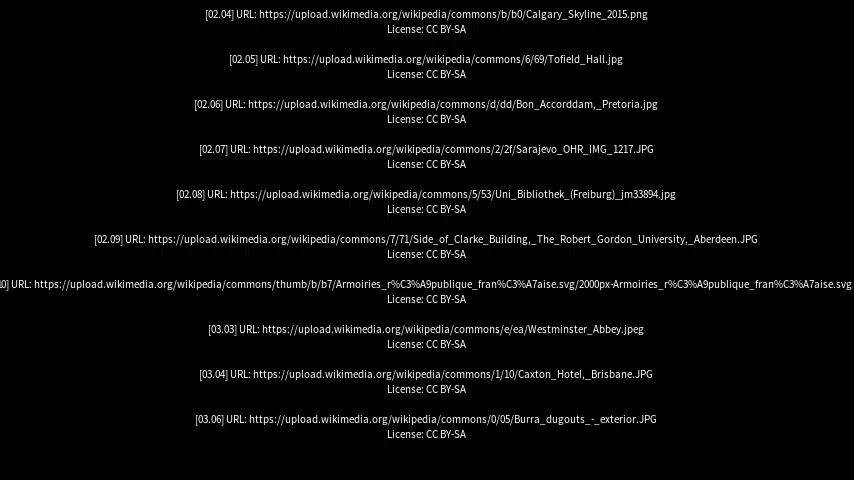 [02.04] URL: https://upload.wikimedia.org/wikipedia/commons/b/b0/Calgary_Skyline_2015.png
License: CC BY-SA
[02.05] URL: https://upload.wikimedia.org/wikipedia/commons/6/69/Tofield_Hall.jpg
License: CC BY-SA
[02.06] URL: https://upload.wikimedia.org/wikipedia/commons/d/dd/Bon_Accorddam,_Pretoria.jpg
License: CC BY-SA
[02.07] URL: https://upload.wikimedia.org/wikipedia/commons/2/2f/Sarajevo_OHR_IMG_1217.JPG
License: CC BY-SA
[02.08] URL: https://upload.wikimedia.org/wikipedia/commons/5/53/Uni_Bibliothek_(Freiburg)_jm33894.jpg
License: CC BY-SA
[02.09] URL: https://upload.wikimedia.org/wikipedia/commons/7/71/Side_of_Clarke_Building,_The_Robert_Gordon_University,_Aberdeen.JPG
License: CC BY-SA
0] URL: https://upload.wikimedia.org/wikipedia/commons/thumb/b/b7/Armoiries_r%C3%A9publique_fran%C3%A7aise.svg/2000px-Armoiries_r%C3%A9publique_fran%C3%A7aise.svg
License: CC BY-SA
[03.03] URL: https://upload.wikimedia.org/wikipedia/commons/e/ea/Westminster_Abbey.jpeg
License: CC BY-SA
[03.04] URL: https://upload.wikimedia.org/wikipedia/commons/1/10/Caxton_Hotel,_Brisbane.JPG
License: CC BY-SA
[03.06] URL: https://upload.wikimedia.org/wikipedia/commons/0/05/Burra_dugouts_-_exterior.JPG
License: CC BY-SA